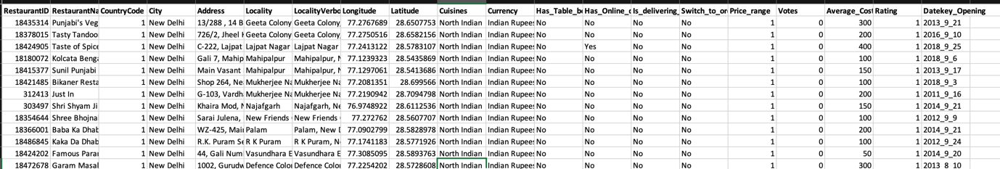 RestaurantID RestaurantNa CountryCode City Address Locality LocalityVerbo Longitude Latitude Cuisines Currency Has_Table_b Has_Online_ Is_delivering_ Switch_to_or Price_range Votes Average_Cost Rating Datekey_Opening
18435314 Punjabi's Veg 1 New Delhi 13/288 , 14 B Geeta Colony Geeta Colony, 77.2767689 28.6507753 North Indian Indian Rupees No No No No 1 0 300 1 2013_9_21
18378015 Tasty Tandoo 1 New Delhi 726/2, Jheel Geeta Colony Geeta Colony, 77.2750516 28.6582156 North Indian Indian Rupees No No No No 1 0 200 1 2016_9_10
18424905 Taste of Spice 1 New Delhi C-222, Lajpat Lajpat Nagar Lajpat Nagar 77.2413122 28.5783107 North Indian Indian Rupees No Yes No No 1 0 400 1 2018_9_25
18180072 Kolcata Benga 1 New Delhi Gali 7, Mahip Mahipalpur Mahipalpur, N 77.1239323 28.5435869 North Indian Indian Rupees No No No No 1 0 100 1 2018_9_6
18415377 Sunil Punjabi 1 New Delhi Main Vasant Mahipalpur Mahipalpur, N 77.1297061 28.5413686 North Indian Indian Rupees No No No No 1 0 150 1 2013_9_17
18421485 Bikaner Resta 1 New Delhi Shop 264, Ne Mukherjee Na Mukherjee Na 77.2081351 28.699566 North Indian Indian Rupees No No No No 1 0 100 1 2018_9_3
312413 Just In 1 New Delhi G-103, Vardh Mukherjee Na Mukherjee Na 77.2190942 28.7094798 North Indian Indian Rupees No No No No 1 0 200 1 2011_9_16
303497 Shri Shyam Ji 1 New Delhi Khaira Mod, N Najafgarh Najafgarh, Ne 76.9748922 28.6112536 North Indian Indian Rupees No No No No 1 0 150 1 2014_9_21
18354644 Shree Bhojna 1 New Delhi Sarai Julena, New Friends New Friends 77.272762 28.5607707 North Indian Indian Rupees No No No No 1 0 100 1 2012_9_9
18366001 Baba Ka Dhab 1 New Delhi WZ-425, Mai Palam Palam, New D 77.0902799 28.5828978 North Indian Indian Rupees No No No No 1 0 200 1 2014_9_21
18486845 Kaka Da Dhab 1 New Delhi R.K. Puram Se R K Puram R K Puram, N 77.1741183 28.5771926 North Indian Indian Rupees No No No No 1 0 100 1 2012_9_24
18424202 Famous Para 1 New Delhi 44, Gali Num Vasundhara E Vasundhara E 77.3085095 28.5893763 North Indian Indian Rupees No No No No 1 0 50 1 2014_9_20
18472678 Garam Masal 1 New Delhi 1002, Gurudw Defence Colo Defence Colo 77.2254202 28.5728608 North Indian Indian Rupees No No No No 1 0 300 1 2013_8_10